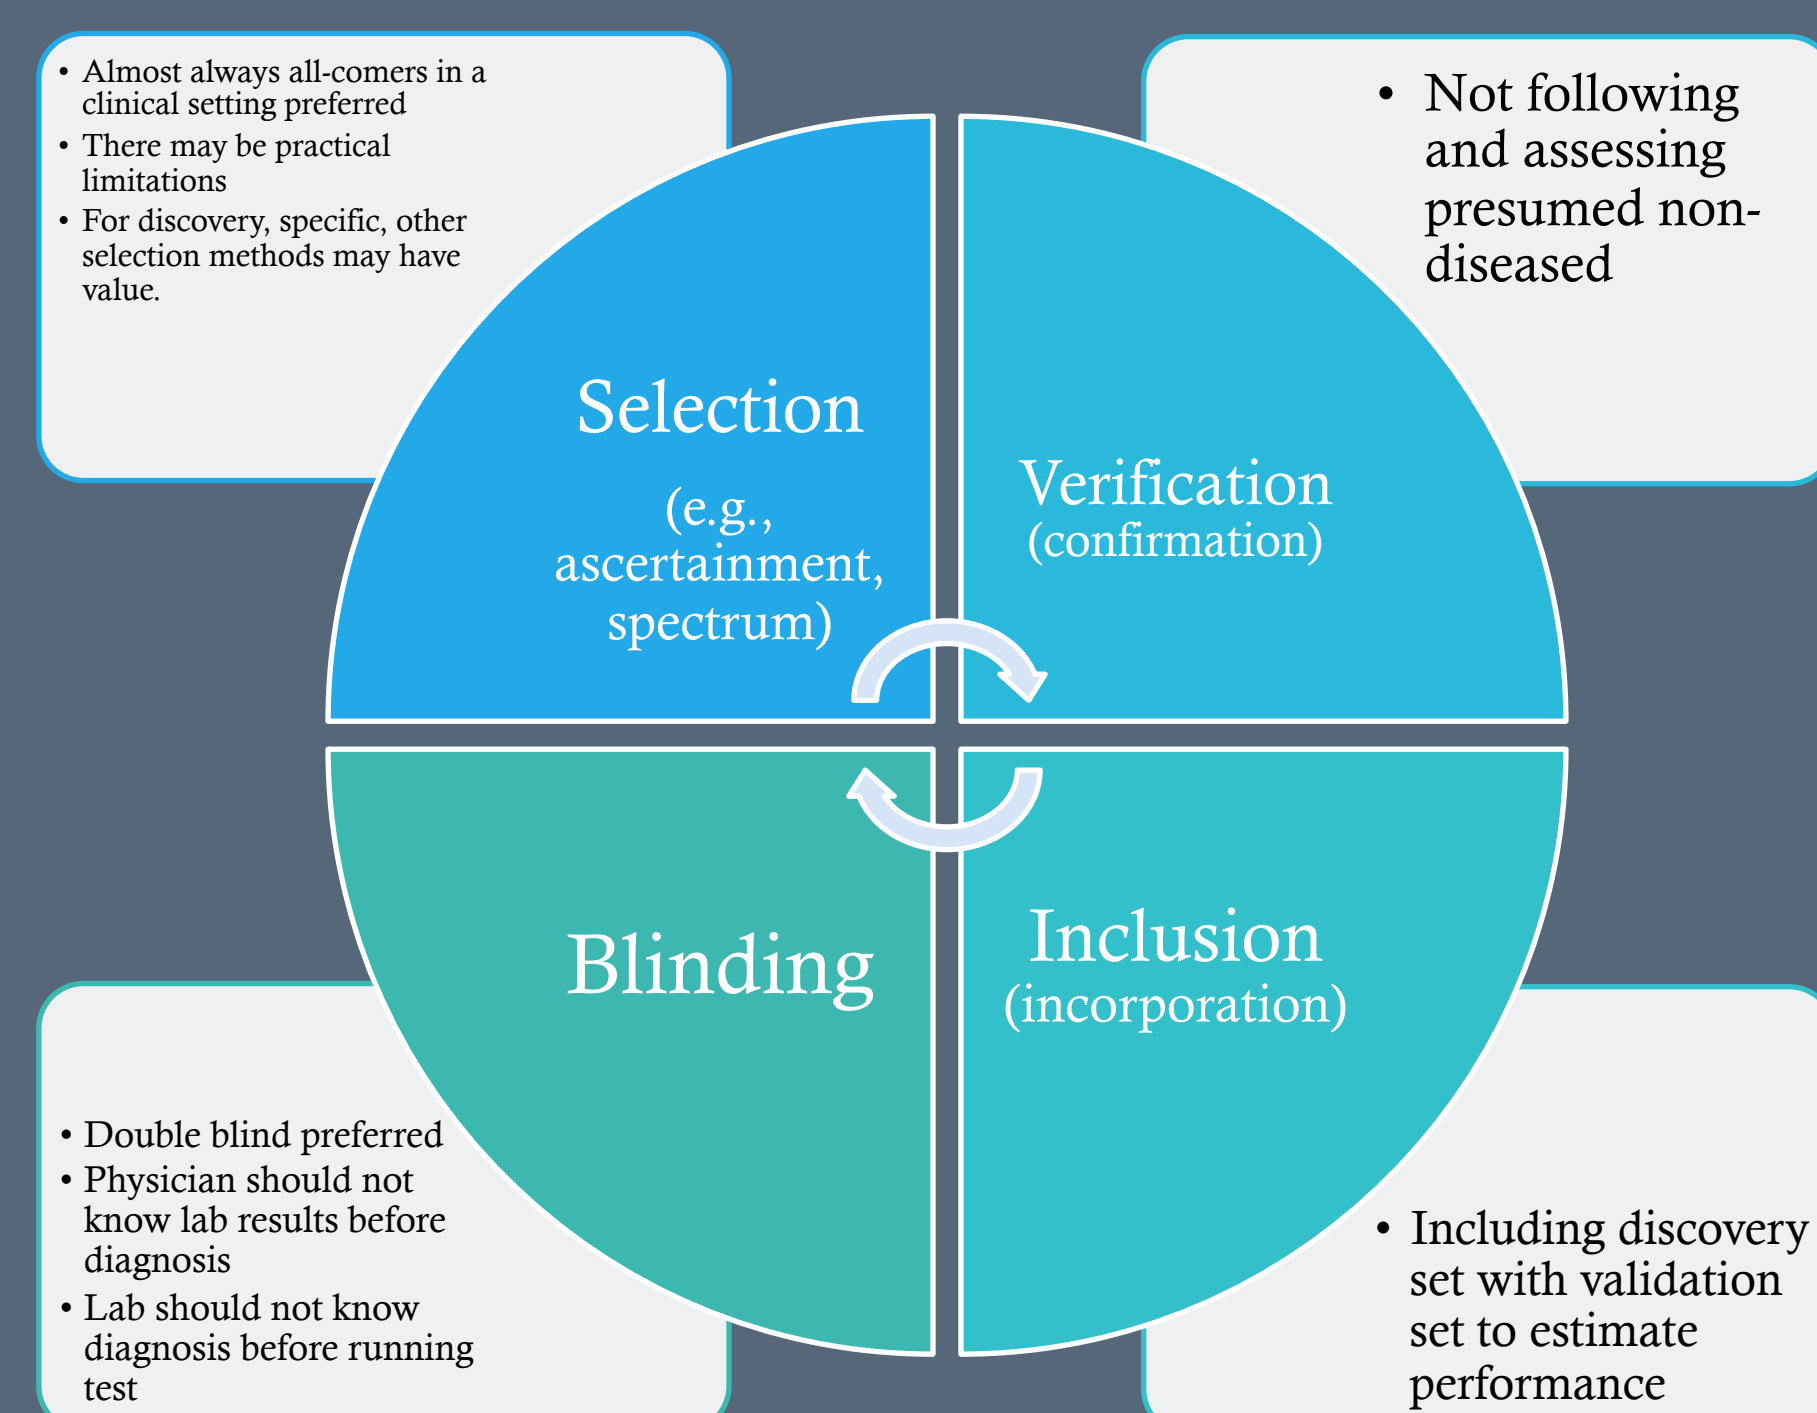 • Almost always all-comers in a
clinical setting preferred
• There may be practical
limitations
• For discovery, specific, other
selection methods may have
value.
• Not following
and assessing
presumed non-
diseased
Selection
(e.g.,
ascertainment,
spectrum)
Verification
(confirmation)
Blinding
Inclusion
(incorporation)
• Double blind preferred
• Physician should not
know lab results before
diagnosis
• Lab should not know
diagnosis before running
test
• Including discovery
set with validation
set to estimate
performance